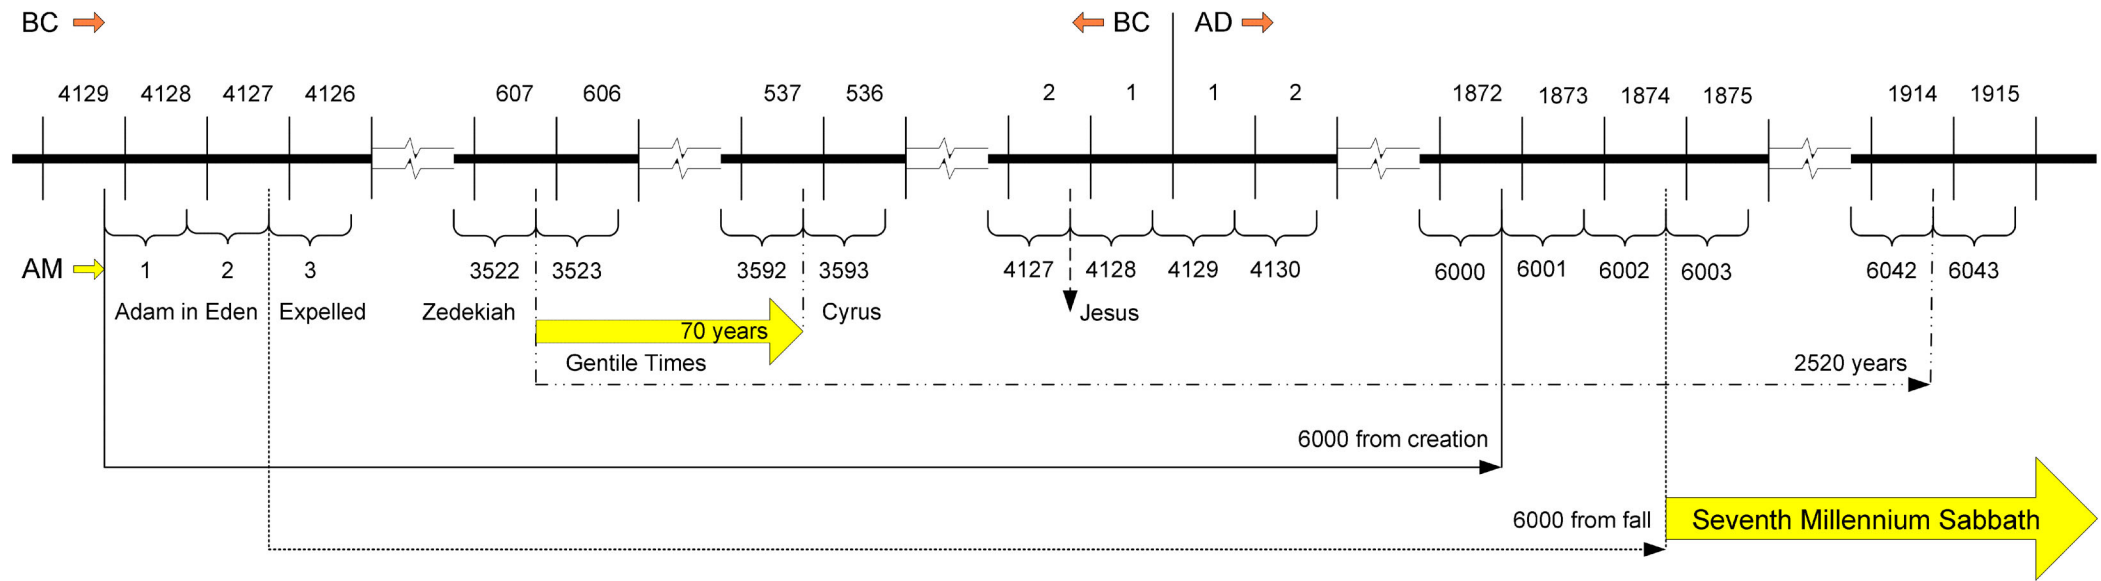 BC BC AD
4129 4128 4127 4126 607 606 537 536 2 1 1 2 1872 1873 1874 1875 1914 1915
AM 1 2 3 3522 3523 3592 3593 4127 4128 4129 4130 6000 6001 6002 6003 6042 6043
Adam in Eden Expelled Zedekiah Cyrus Jesus
70 years
Gentile Times 2520 years
6000 from creation
6000 from fall Seventh Millennium Sabbath